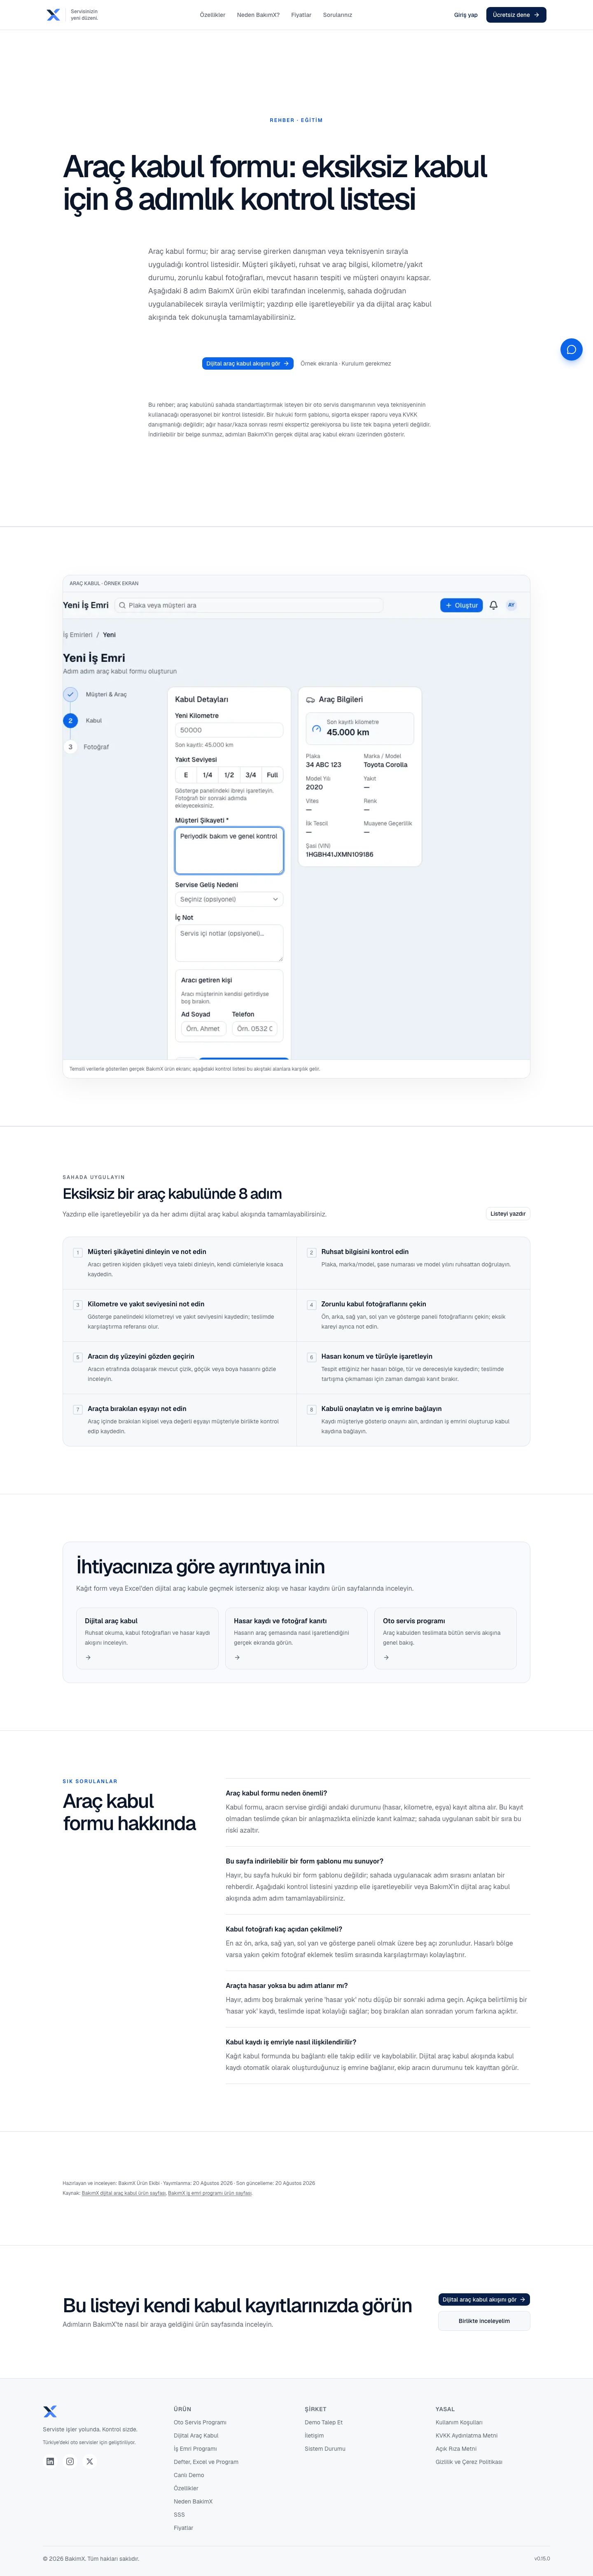 Servisinizin
yeni düzeni.
Özellikler
Neden BakımX?
Fiyatlar
Sorularınız
Giriş yap
Ücretsiz dene →
REHBER · EĞİTİM
Araç kabul formu: eksiksiz kabul
için 8 adımlık kontrol listesi
Araç kabul formu; bir araç servise girerken danışman veya teknisyenin sırayla
uyguladığı kontrol listesidir. Müşteri şikâyeti, ruhsat ve araç bilgisi, kilometre/yakıt
durumu, zorunlu kabul fotoğrafları, mevcut hasarın tespiti ve müşteri onayını kapsar.
Aşağıdaki 8 adım BakımX ürün ekibi tarafından incelenmiş, sahada doğrudan
uygulanabilecek sırayla verilmiştir; yazdırıp elle işaretleyebilir ya da dijital araç kabul
akışında tek dokunuşla tamamlayabilirsiniz.
Dijital araç kabul akışını gör →
Örnek ekranla · Kurulum gerekmez
Bu rehber; araç kabulünü sahada standartlaştırmak isteyen bir oto servis danışmanının veya teknisyeninin
kullanacağı operasyonel bir kontrol listesidir. Bir hukuki form şablonu, sigorta eksper raporu veya KVKK
danışmanlığı değildir; ağır hasar/kaza sonrası resmi ekspertiz gerekiyorsa bu liste tek başına yeterli değildir.
İndirilebilir bir belge sunmaz, adımları BakımX'in gerçek dijital araç kabul ekranı üzerinden gösterir.
ARAÇ KABUL · ÖRNEK EKRAN
Yeni İş Emri
Plaka veya müşteri ara
+ Oluştur
AY
İş Emirleri / Yeni
Yeni İş Emri
Adım adım araç kabul formu oluşturun
Müşteri & Araç
2 Kabul
3 Fotoğraf
Kabul Detayları
Yeni Kilometre
50000
Son kayıtlı: 45.000 km
Yakıt Seviyesi
E 1/4 1/2 3/4 Full
Gösterge panelindeki ibreyi işaretleyin.
Fotoğrafı bir sonraki adımda
ekleyeceksiniz.
Müşteri Şikayeti *
Periyodik bakım ve genel kontrol
Servise Geliş Nedeni
Seçiniz (opsiyonel)
İç Not
Servis içi notlar (opsiyonel)...
Aracı getiren kişi
Aracı müşterinin kendisi getirdiyse
boş bırakın.
Ad Soyad Telefon
Örn. Ahmet Örn. 0532 0
Araç Bilgileri
Son kayıtlı kilometre
45.000 km
Plaka Marka / Model
34 ABC 123 Toyota Corolla
Model Yılı Yakıt
2020 —
Vites Renk
— —
İlk Tescil Muayene Geçerlilik
— —
Şasi (VIN)
1HGBH41JXMN109186
Temsili verilerle gösterilen gerçek BakımX ürün ekranı; aşağıdaki kontrol listesi bu akıştaki alanlara karşılık gelir.
SAHADA UYGULAYIN
Eksiksiz bir araç kabulünde 8 adım
Yazdırıp elle işaretleyebilir ya da her adımı dijital araç kabul akışında tamamlayabilirsiniz.
Listeyi yazdır
1 Müşteri şikâyetini dinleyin ve not edin
Aracı getiren kişiden şikâyeti veya talebi dinleyin, kendi cümleleriyle kısaca
kaydedin.
2 Ruhsat bilgisini kontrol edin
Plaka, marka/model, şase numarası ve model yılını ruhsattan doğrulayın.
3 Kilometre ve yakıt seviyesini not edin
Gösterge panelindeki kilometreyi ve yakıt seviyesini kaydedin; teslimde
karşılaştırma referansı olur.
4 Zorunlu kabul fotoğraflarını çekin
Ön, arka, sağ yan, sol yan ve gösterge paneli fotoğraflarını çekin; eksik
kareyi ayrıca not edin.
5 Aracın dış yüzeyini gözden geçirin
Aracın etrafında dolaşarak mevcut çizik, göçük veya boya hasarını gözle
inceleyin.
6 Hasarı konum ve türüyle işaretleyin
Tespit ettiğiniz her hasarı bölge, tür ve derecesiyle kaydedin; teslimde
tartışma çıkmaması için zaman damgalı kanıt bırakır.
7 Araçta bırakılan eşyayı not edin
Araç içinde bırakılan kişisel veya değerli eşyayı müşteriyle birlikte kontrol
edip kaydedin.
8 Kabulü onaylatın ve iş emrine bağlayın
Kaydı müşteriye gösterip onayını alın, ardından iş emrini oluşturup kabul
kaydına bağlayın.
İhtiyacınıza göre ayrıntıya inin
Kağıt form veya Excel'den dijital araç kabule geçmek isterseniz akışı ve hasar kaydını ürün sayfalarında inceleyin.
Dijital araç kabul
Ruhsat okuma, kabul fotoğrafları ve hasar kaydı
akışını inceleyin.
→
Hasar kaydı ve fotoğraf kanıtı
Hasarın araç şemasında nasıl işaretlendiğini
gerçek ekranda görün.
→
Oto servis programı
Araç kabulden teslimata bütün servis akışına
genel bakış.
→
SIK SORULANLAR
Araç kabul
formu hakkında
Araç kabul formu neden önemli?
Kabul formu, aracın servise girdiği andaki durumunu (hasar, kilometre, eşya) kayıt altına alır. Bu kayıt
olmadan teslimde çıkan bir anlaşmazlıkta elinizde kanıt kalmaz; sahada uygulanan sabit bir sıra bu
riski azaltır.
Bu sayfa indirilebilir bir form şablonu mu sunuyor?
Hayır, bu sayfa hukuki bir form şablonu değildir; sahada uygulanacak adım sırasını anlatan bir
rehberdir. Aşağıdaki kontrol listesini yazdırıp elle işaretleyebilir veya BakımX'in dijital araç kabul
akışında adım adım tamamlayabilirsiniz.
Kabul fotoğrafı kaç açıdan çekilmeli?
En az ön, arka, sağ yan, sol yan ve gösterge paneli olmak üzere beş açı zorunludur. Hasarlı bölge
varsa yakın çekim fotoğraf eklemek teslim sırasında karşılaştırmayı kolaylaştırır.
Araçta hasar yoksa bu adım atlanır mı?
Hayır, adımı boş bırakmak yerine 'hasar yok' notu düşüp bir sonraki adıma geçin. Açıkça belirtilmiş bir
'hasar yok' kaydı, teslimde ispat kolaylığı sağlar; boş bırakılan alan sonradan yorum farkına açıktır.
Kabul kaydı iş emriyle nasıl ilişkilendirilir?
Kağıt kabul formunda bu bağlantı elle takip edilir ve kaybolabilir. Dijital araç kabul akışında kabul
kaydı otomatik olarak oluşturduğunuz iş emrine bağlanır, ekip aracın durumunu tek kayıttan görür.
Hazırlayan ve inceleyen: BakımX Ürün Ekibi · Yayımlanma: 20 Ağustos 2026 · Son güncelleme: 20 Ağustos 2026
Kaynak: BakımX dijital araç kabul ürün sayfası, BakımX iş emri programı ürün sayfası.
Bu listeyi kendi kabul kayıtlarınızda görün
Adımların BakımX'te nasıl bir araya geldiğini ürün sayfasında inceleyin.
Dijital araç kabul akışını gör →
Birlikte inceleyelim
Serviste işler yolunda. Kontrol sizde.
Türkiye'deki oto servisler için geliştiriliyor.
ÜRÜN
Oto Servis Programı
Dijital Araç Kabul
İş Emri Programı
Defter, Excel ve Program
Canlı Demo
Özellikler
Neden BakımX
SSS
Fiyatlar
ŞİRKET
Demo Talep Et
İletişim
Sistem Durumu
YASAL
Kullanım Koşulları
KVKK Aydınlatma Metni
Açık Rıza Metni
Gizlilik ve Çerez Politikası
© 2026 BakımX. Tüm hakları saklıdır.